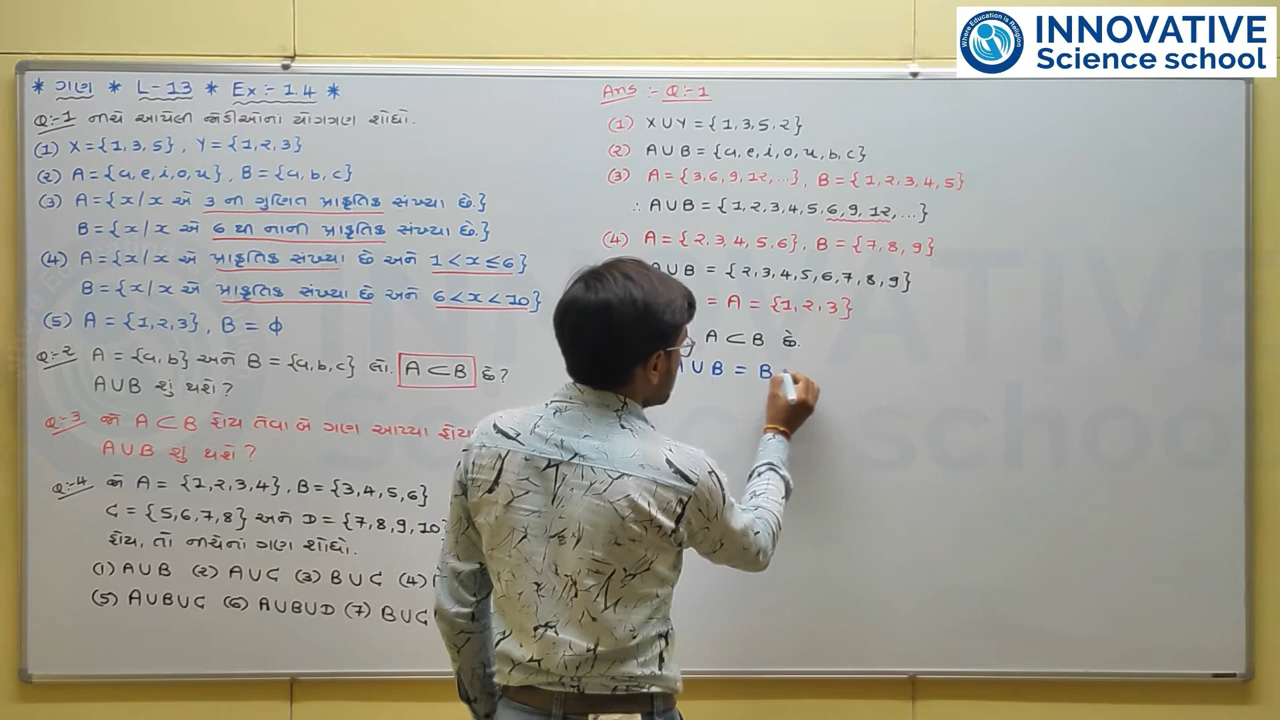 INNOVATIVE
Science school
Where Education Is Religion
* ગણ * L-13 * Ex:- 1.4 *
Q:-1 નીચે આપેલી જોડીઓનાં યોગગણ શોધો.
(1) X = {1,3,5}, Y = {1,2,3}
(2) A = {a,e,i,o,u}, B = {a,b,c}
(3) A = {x/x એ 3 ની ગુણિત પ્રાકૃતિક સંખ્યા છે.}
B = {x/x એ 6 થી નાની પ્રાકૃતિક સંખ્યા છે.}
(4) A = {x/x એ પ્રાકૃતિક સંખ્યા છે અને 1<x≤6}
B = {x/x એ પ્રાકૃતિક સંખ્યા છે અને 6<x<10}
(5) A = {1,2,3}, B = ϕ
Q:-2 A = {a,b} અને B = {a,b,c} લો. A⊂B છે?
A∪B શું થશે?
Q:-3 જો A⊂B હોય તેવા બે ગણ આપ્યા હોય
A∪B શું થશે?
Q:-4 જો A = {1,2,3,4}, B = {3,4,5,6}
C = {5,6,7,8} અને D = {7,8,9,10
હોય, તો નીચેનાં ગણ શોધો.
(1) A∪B (2) A∪C (3) B∪C (4)
(5) A∪B∪C (6) A∪B∪D (7) B∪C
Ans :- Q:-1
(1) X∪Y = {1,3,5,2}
(2) A∪B = {a,e,i,o,u,b,c}
(3) A = {3,6,9,12,...}, B = {1,2,3,4,5}
∴ A∪B = {1,2,3,4,5,6,9,12,...}
(4) A = {2,3,4,5,6}, B = {7,8,9}
∪B = {2,3,4,5,6,7,8,9}
= A = {1,2,3}
A⊂B છે.
A∪B = B